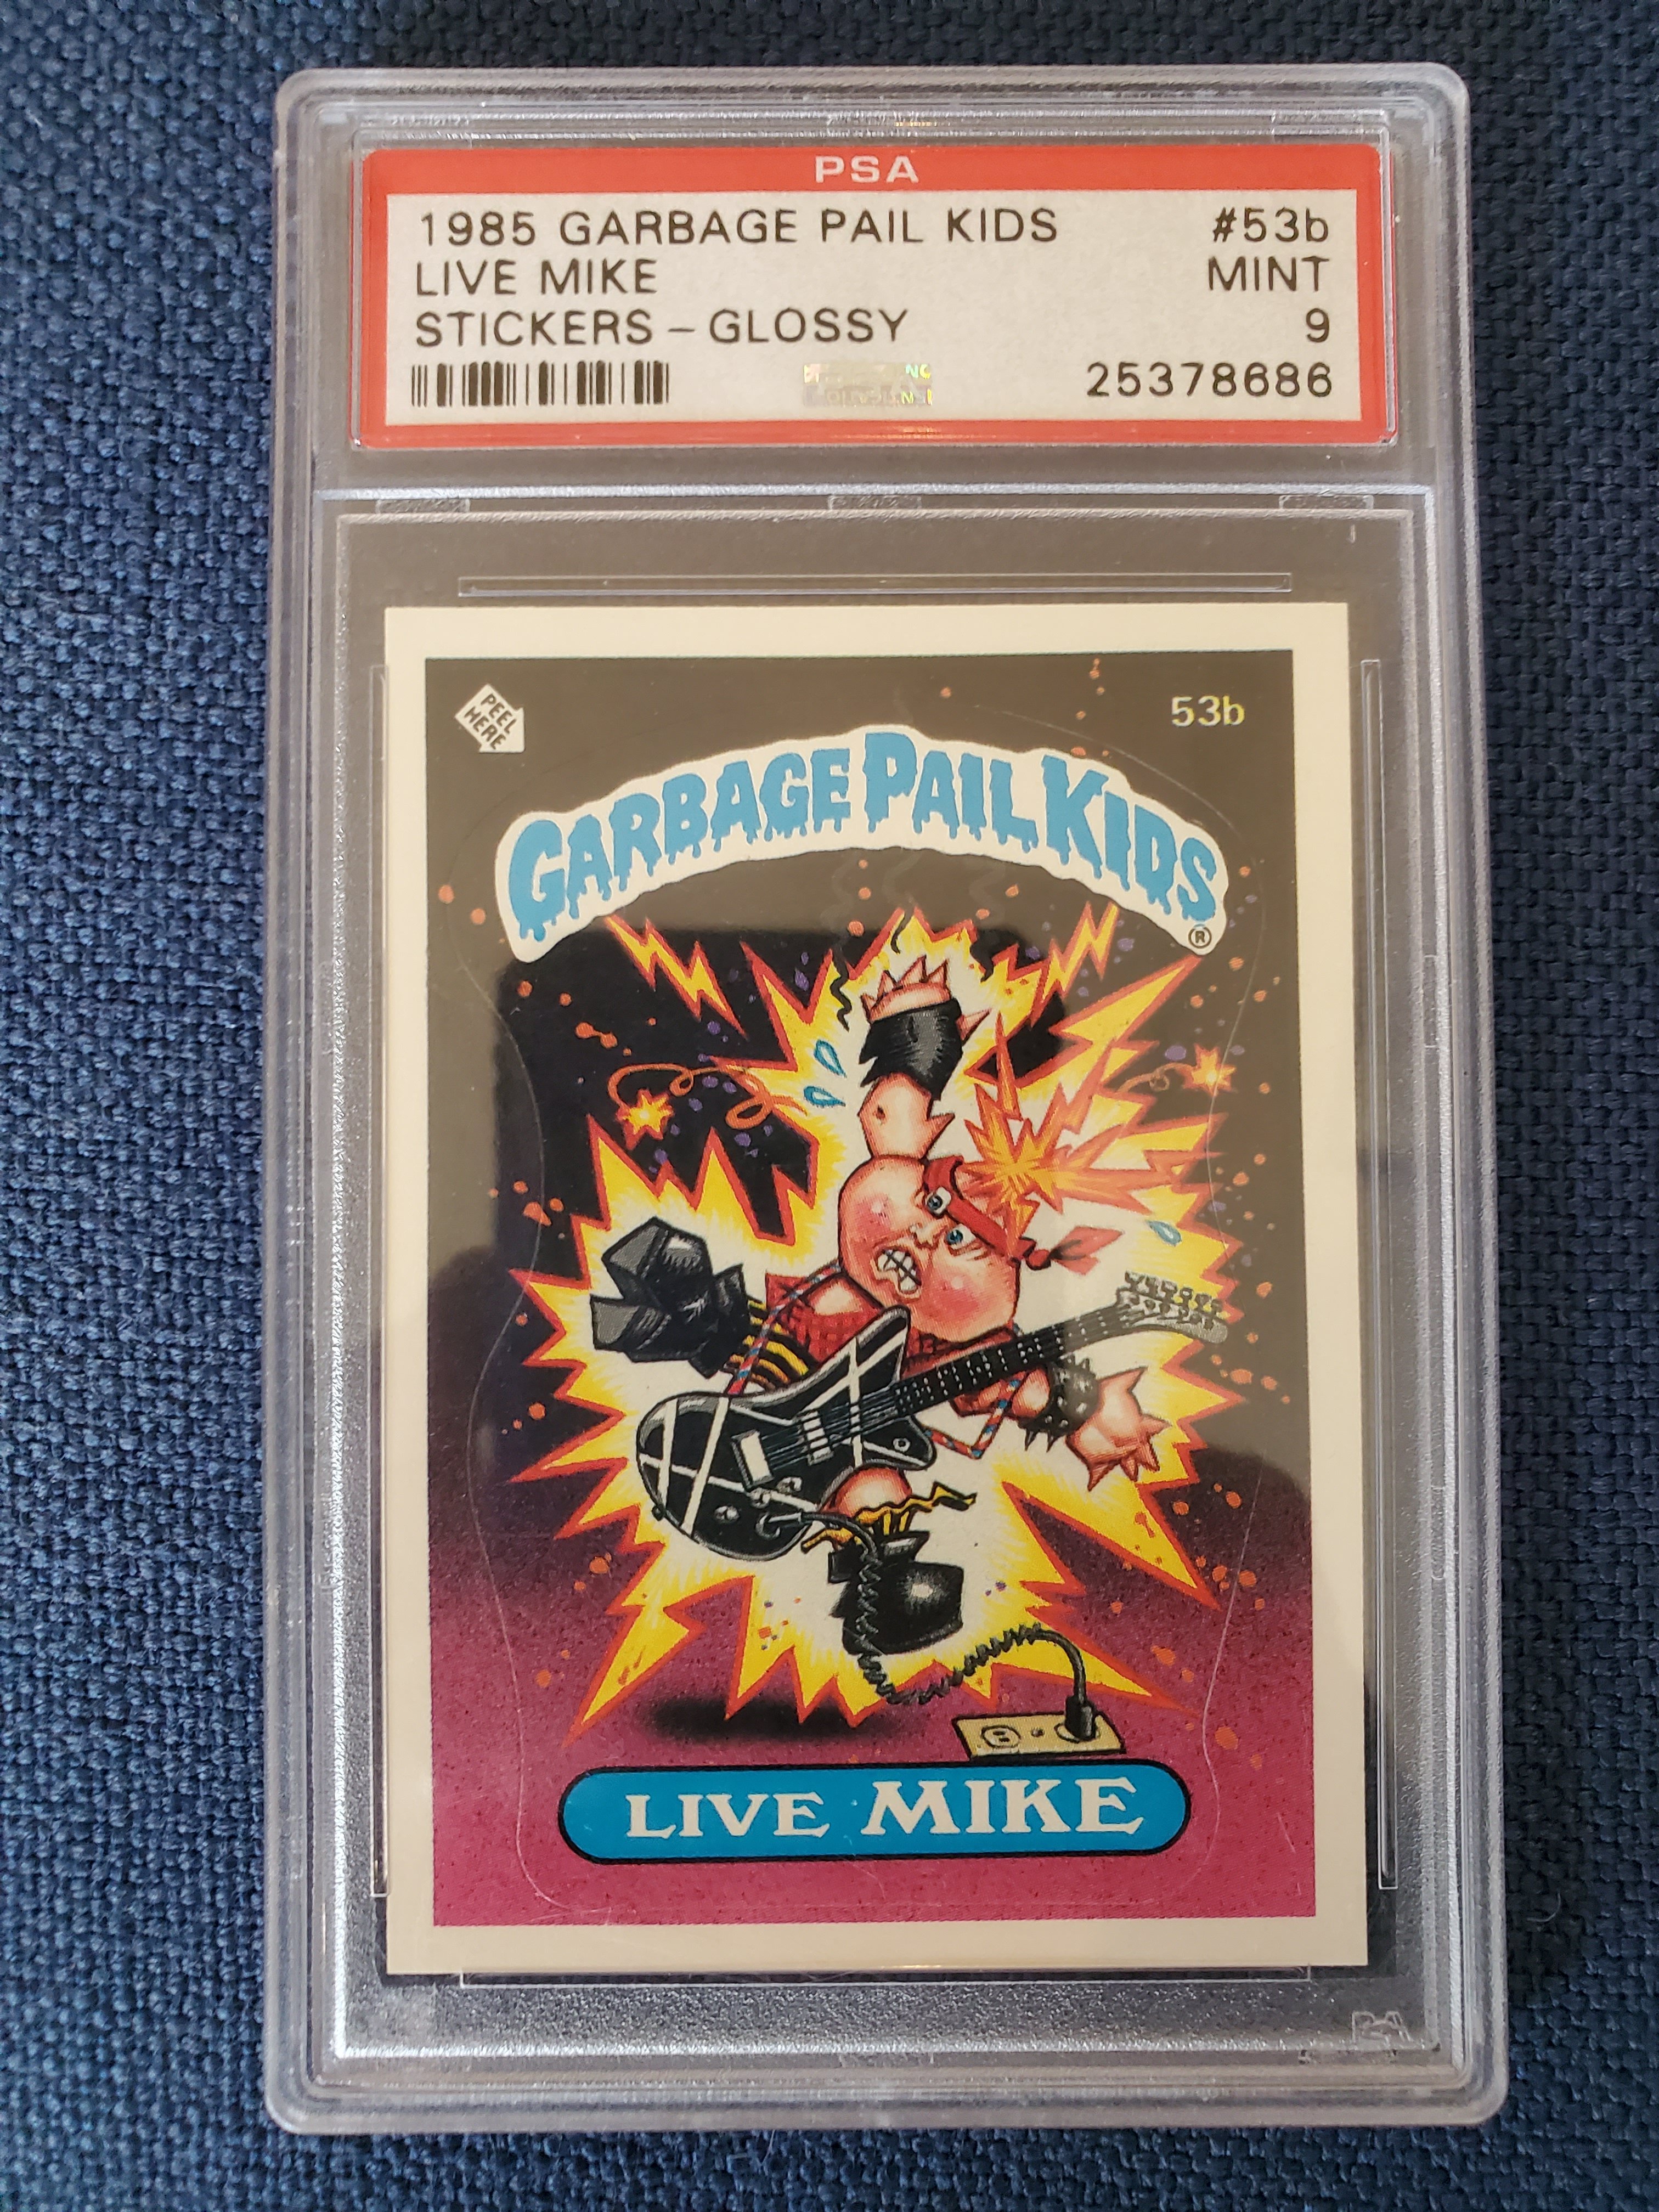 PSA
1985 GARBAGE PAIL KIDS #53b
LIVE MIKE MINT
STICKERS – GLOSSY 9
25378686
PEEL
HERE
53b
GARBAGE PAIL KIDS®
LIVE MIKE